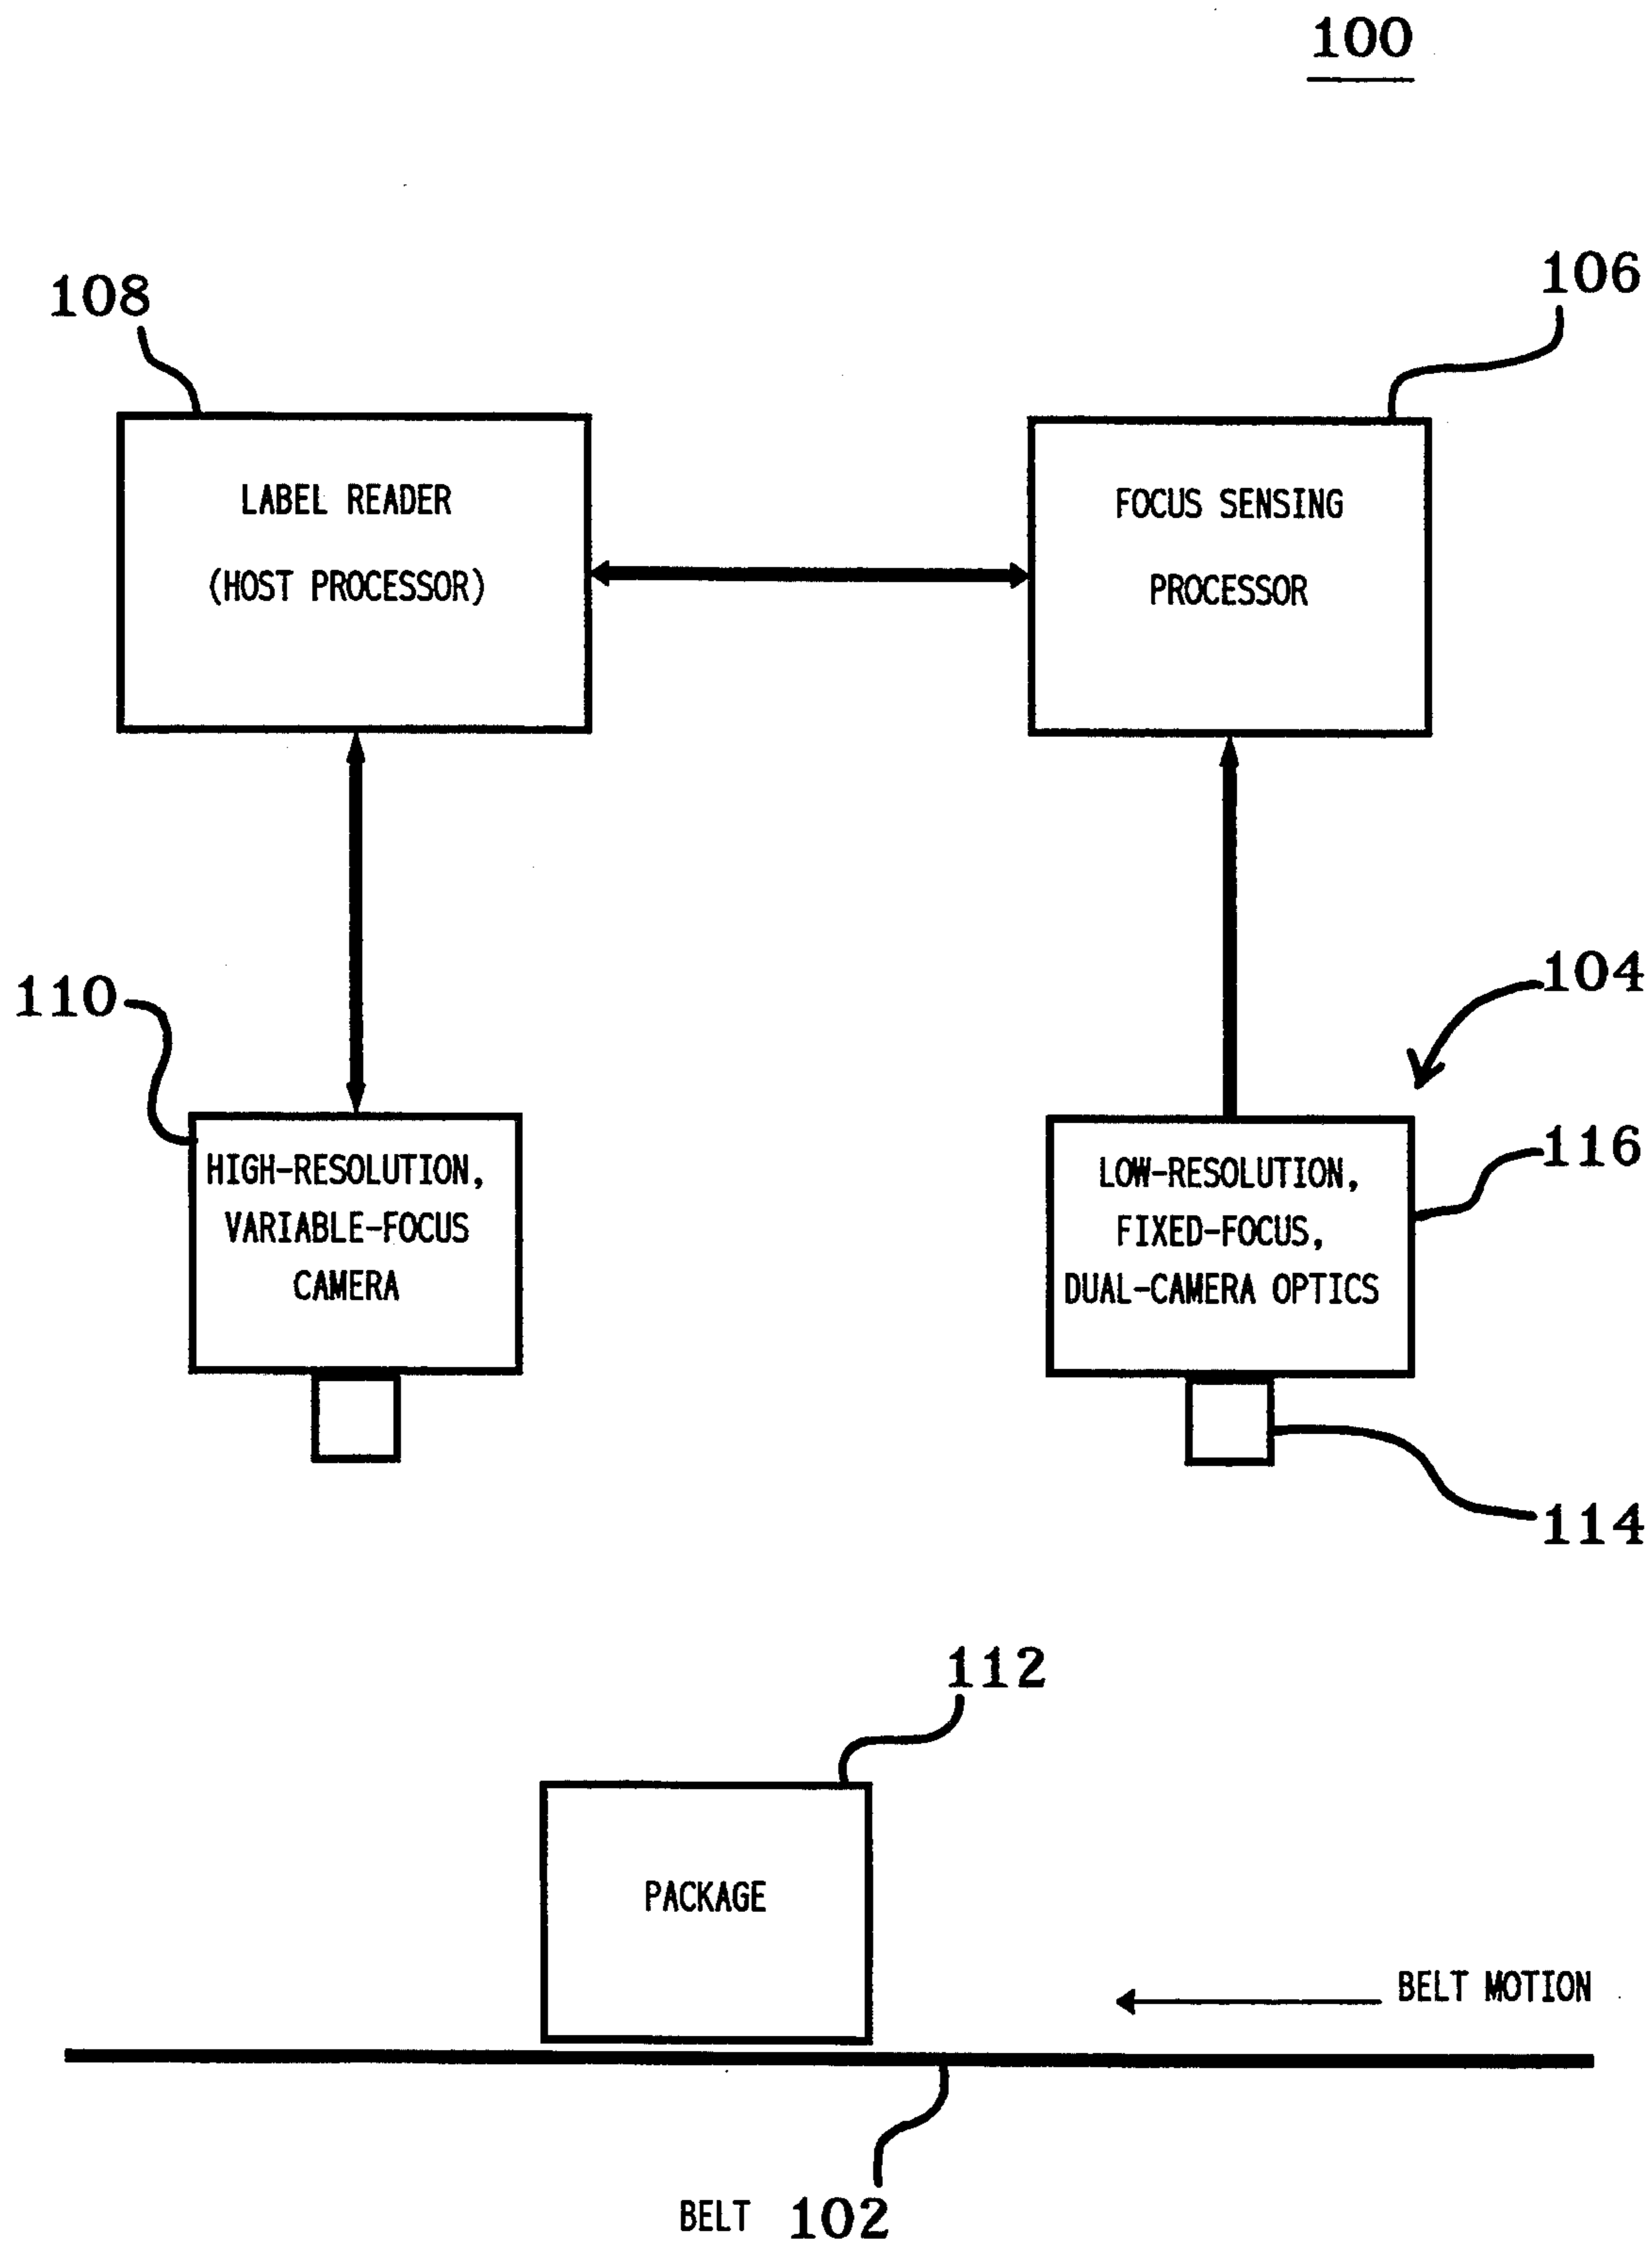 100
108
106
LABEL READER
(HOST PROCESSOR)
FOCUS SENSING
PROCESSOR
110
104
116
HIGH-RESOLUTION,
VARIABLE-FOCUS
CAMERA
LOW-RESOLUTION,
FIXED-FOCUS,
DUAL-CAMERA OPTICS
114
112
PACKAGE
BELT MOTION
BELT 102